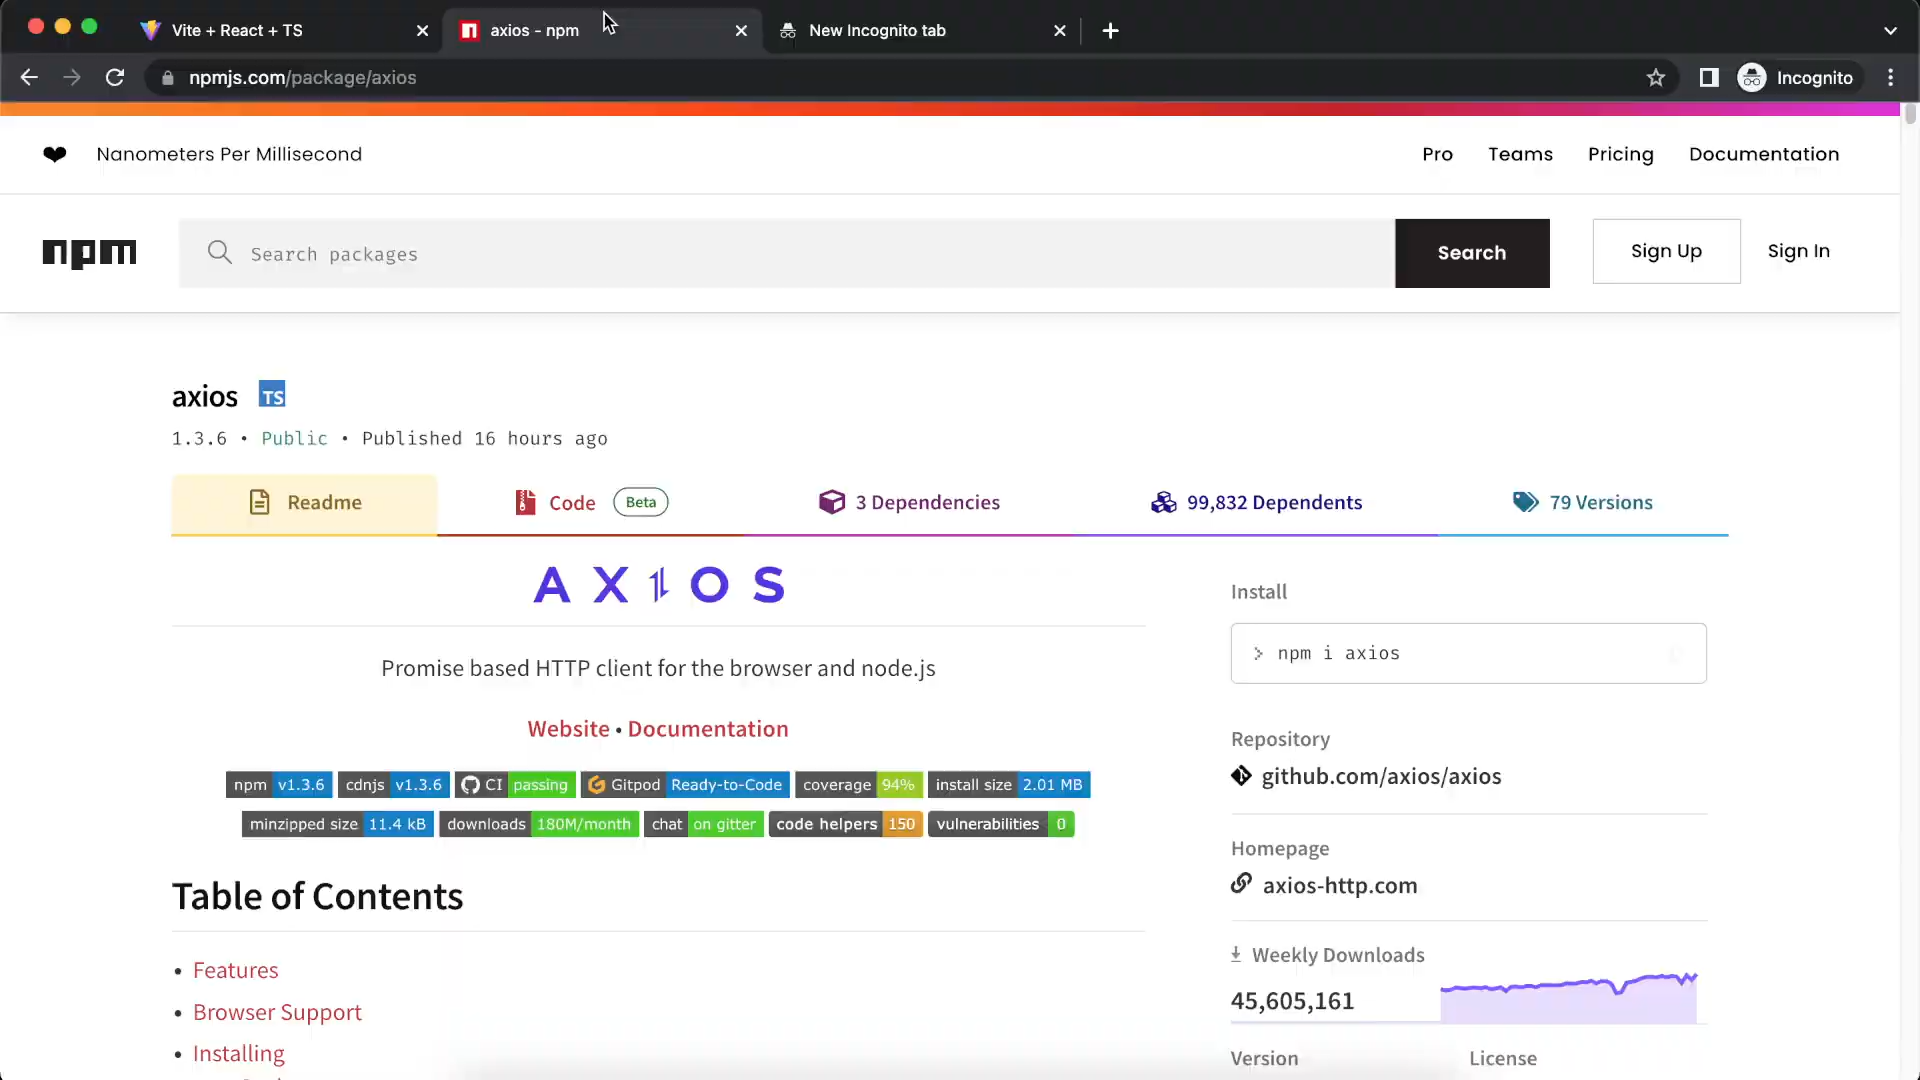 Vite + React + TS
axios - npm
New Incognito tab
npmjs.com/package/axios
Incognito
Nanometers Per Millisecond
Pro
Teams
Pricing
Documentation
npm
Search packages
Search
Sign Up
Sign In
axios TS
1.3.6 • Public • Published 16 hours ago
Readme
Code Beta
3 Dependencies
99,832 Dependents
79 Versions
AXIOS
Promise based HTTP client for the browser and node.js
Website • Documentation
npm v1.3.6 cdnjs v1.3.6 CI passing Gitpod Ready-to-Code coverage 94% install size 2.01 MB
minzipped size 11.4 kB downloads 180M/month chat on gitter code helpers 150 vulnerabilities 0
Table of Contents
• Features
• Browser Support
• Installing
Install
> npm i axios
Repository
github.com/axios/axios
Homepage
axios-http.com
Weekly Downloads
45,605,161
Version
License